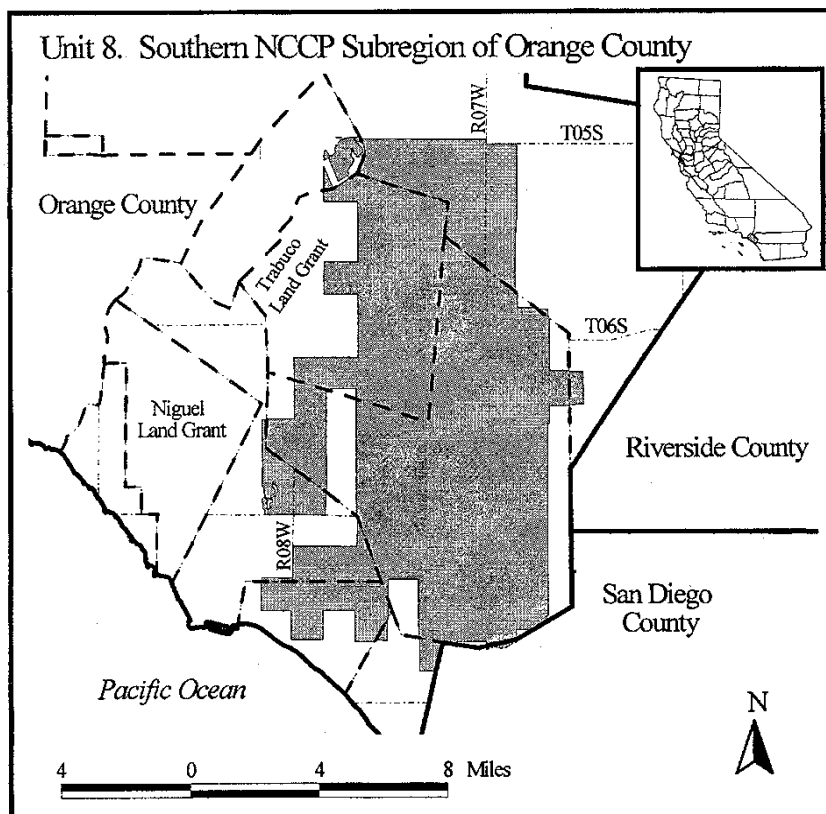 Unit 8. Southern NCCP Subregion of Orange County
R07W
T05S
Orange County
Trabuco
Land Grant
T06S
Niguel
Land Grant
Riverside County
R08W
San Diego
County
Pacific Ocean
N
4 0 4 8 Miles